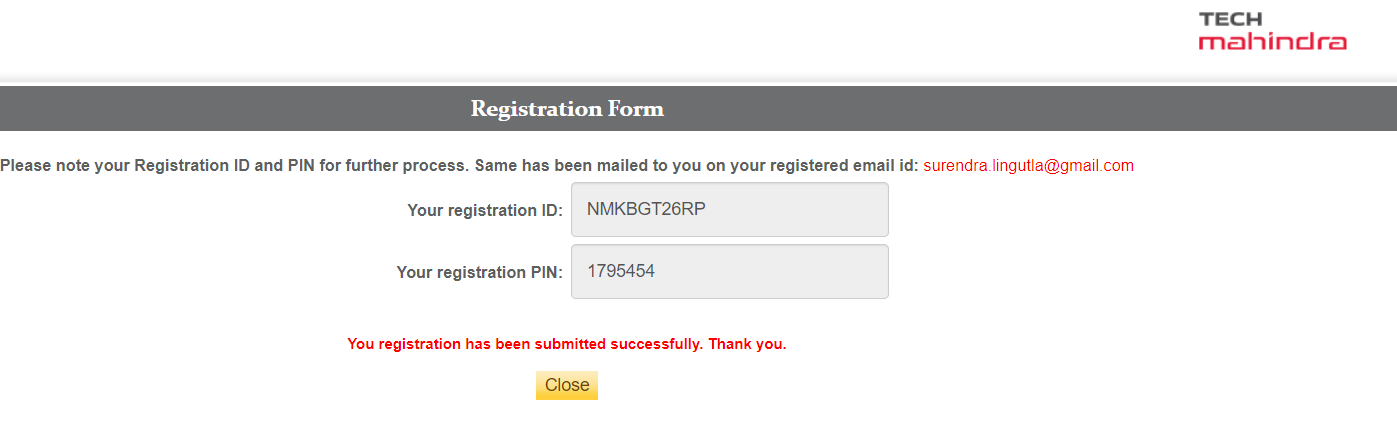 TECH
mahindra
Registration Form
Please note your Registration ID and PIN for further process. Same has been mailed to you on your registered email id: surendra.lingutla@gmail.com
Your registration ID: NMKBGT26RP
Your registration PIN: 1795454
You registration has been submitted successfully. Thank you.
Close